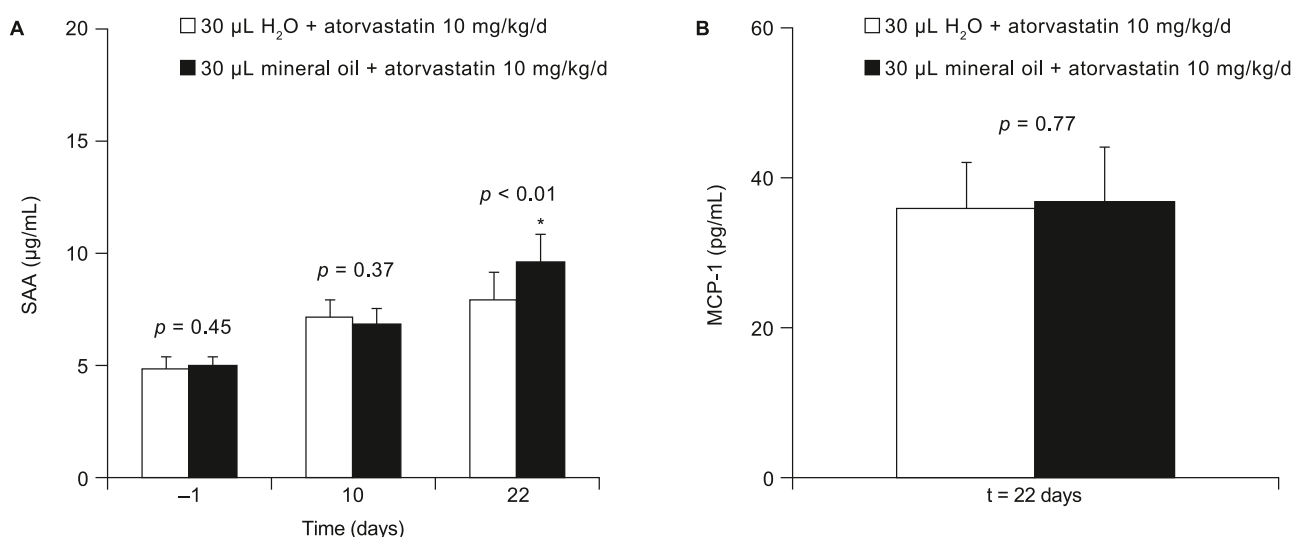 A
30 µL H₂O + atorvastatin 10 mg/kg/d
30 µL mineral oil + atorvastatin 10 mg/kg/d
20
15
10
5
0
SAA (µg/mL)
p = 0.45
p = 0.37
p < 0.01
*
–1
10
22
Time (days)
B
30 µL H₂O + atorvastatin 10 mg/kg/d
30 µL mineral oil + atorvastatin 10 mg/kg/d
60
40
20
0
MCP-1 (pg/mL)
p = 0.77
t = 22 days